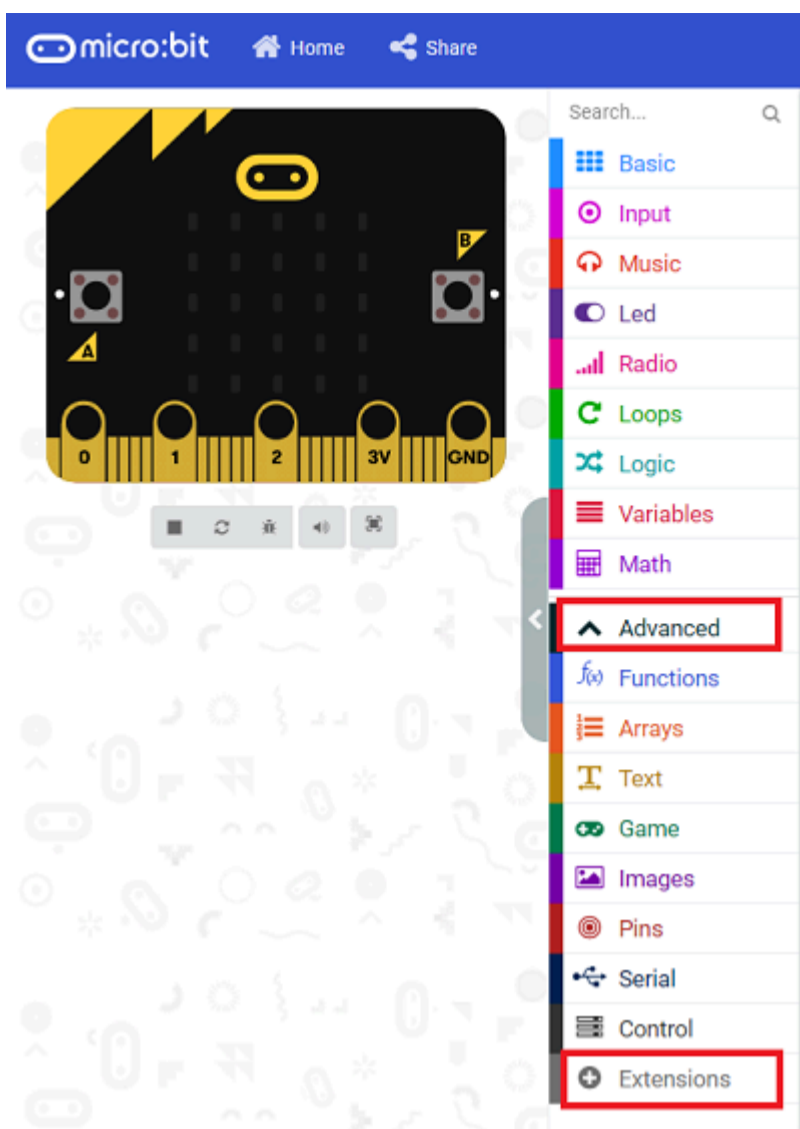 micro:bit Home Share
Search...
Basic
Input
Music
Led
Radio
Loops
Logic
Variables
Math
Advanced
f(x) Functions
Arrays
Text
Game
Images
Pins
Serial
Control
Extensions
B
A
0 1 2 3V GND